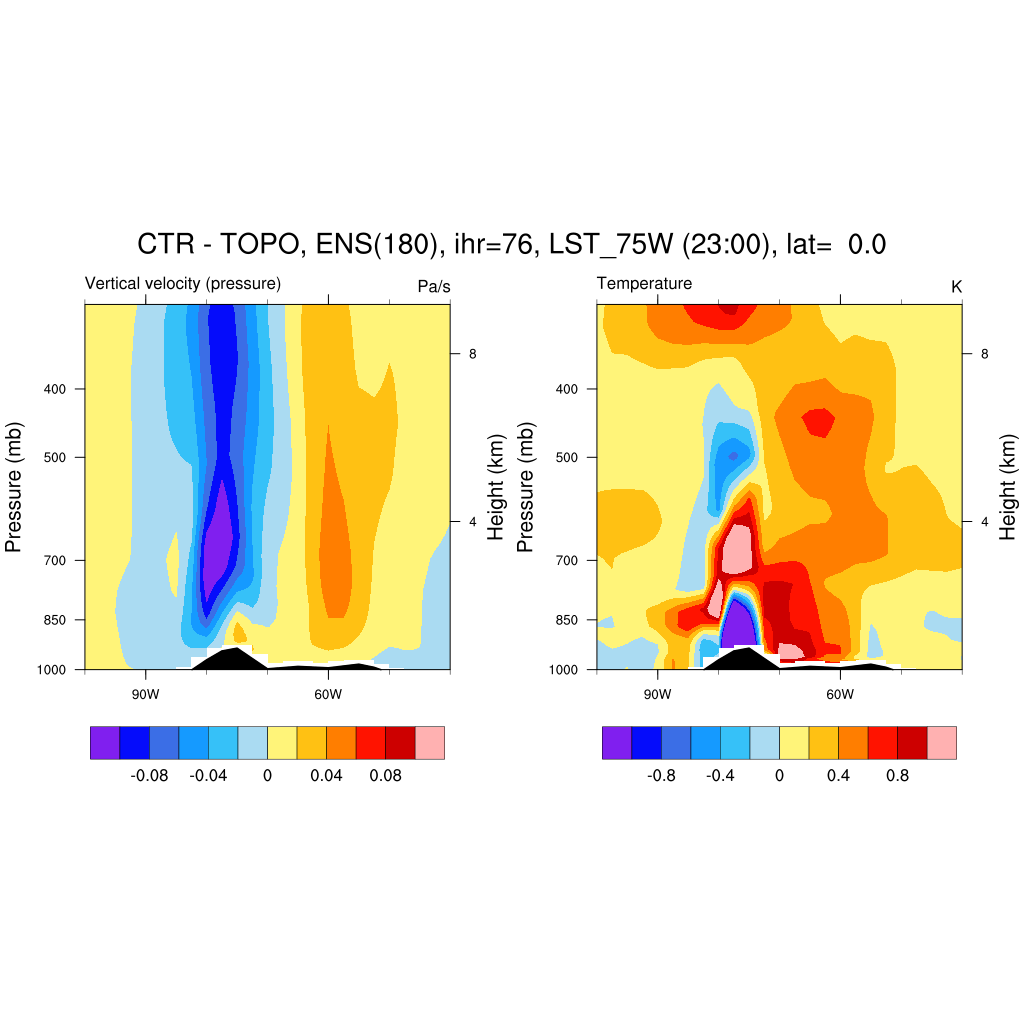 CTR - TOPO, ENS(180), ihr=76, LST_75W (23:00), lat=  0.0
Vertical velocity (pressure)
Pa/s
Pressure (mb)
400
500
700
850
1000
8
4
Height (km)
90W
60W
-0.08
-0.04
0
0.04
0.08
Temperature
K
Pressure (mb)
400
500
700
850
1000
8
4
Height (km)
90W
60W
-0.8
-0.4
0
0.4
0.8